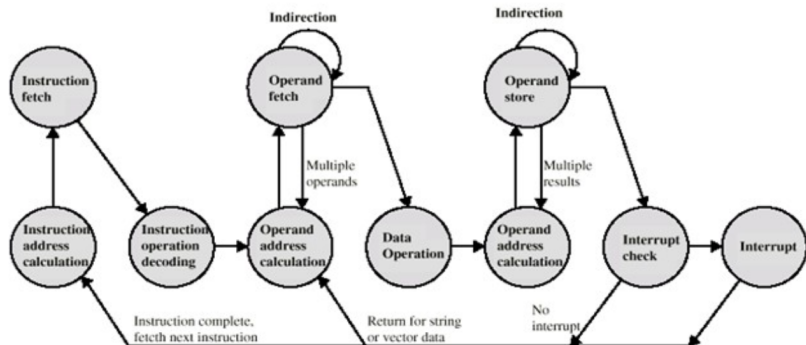 Indirection
Indirection
Instruction
fetch
Operand
fetch
Operand
store
Multiple
operands
Multiple
results
Instruction
address
calculation
Instruction
operation
decoding
Operand
address
calculation
Data
Operation
Operand
address
calculation
Interrupt
check
Interrupt
Instruction complete,
fetcth next instruction
Return for string
or vector data
No
interrupt